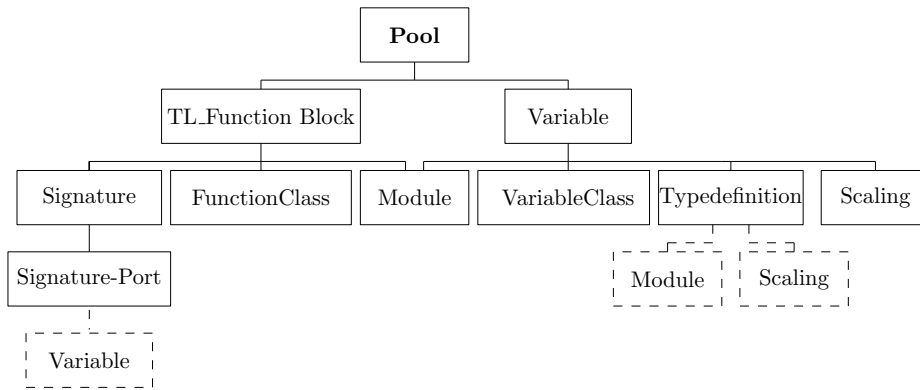 Pool
TL_Function Block
Variable
Signature
FunctionClass
Module
VariableClass
Typedefinition
Scaling
Signature-Port
Module
Scaling
Variable